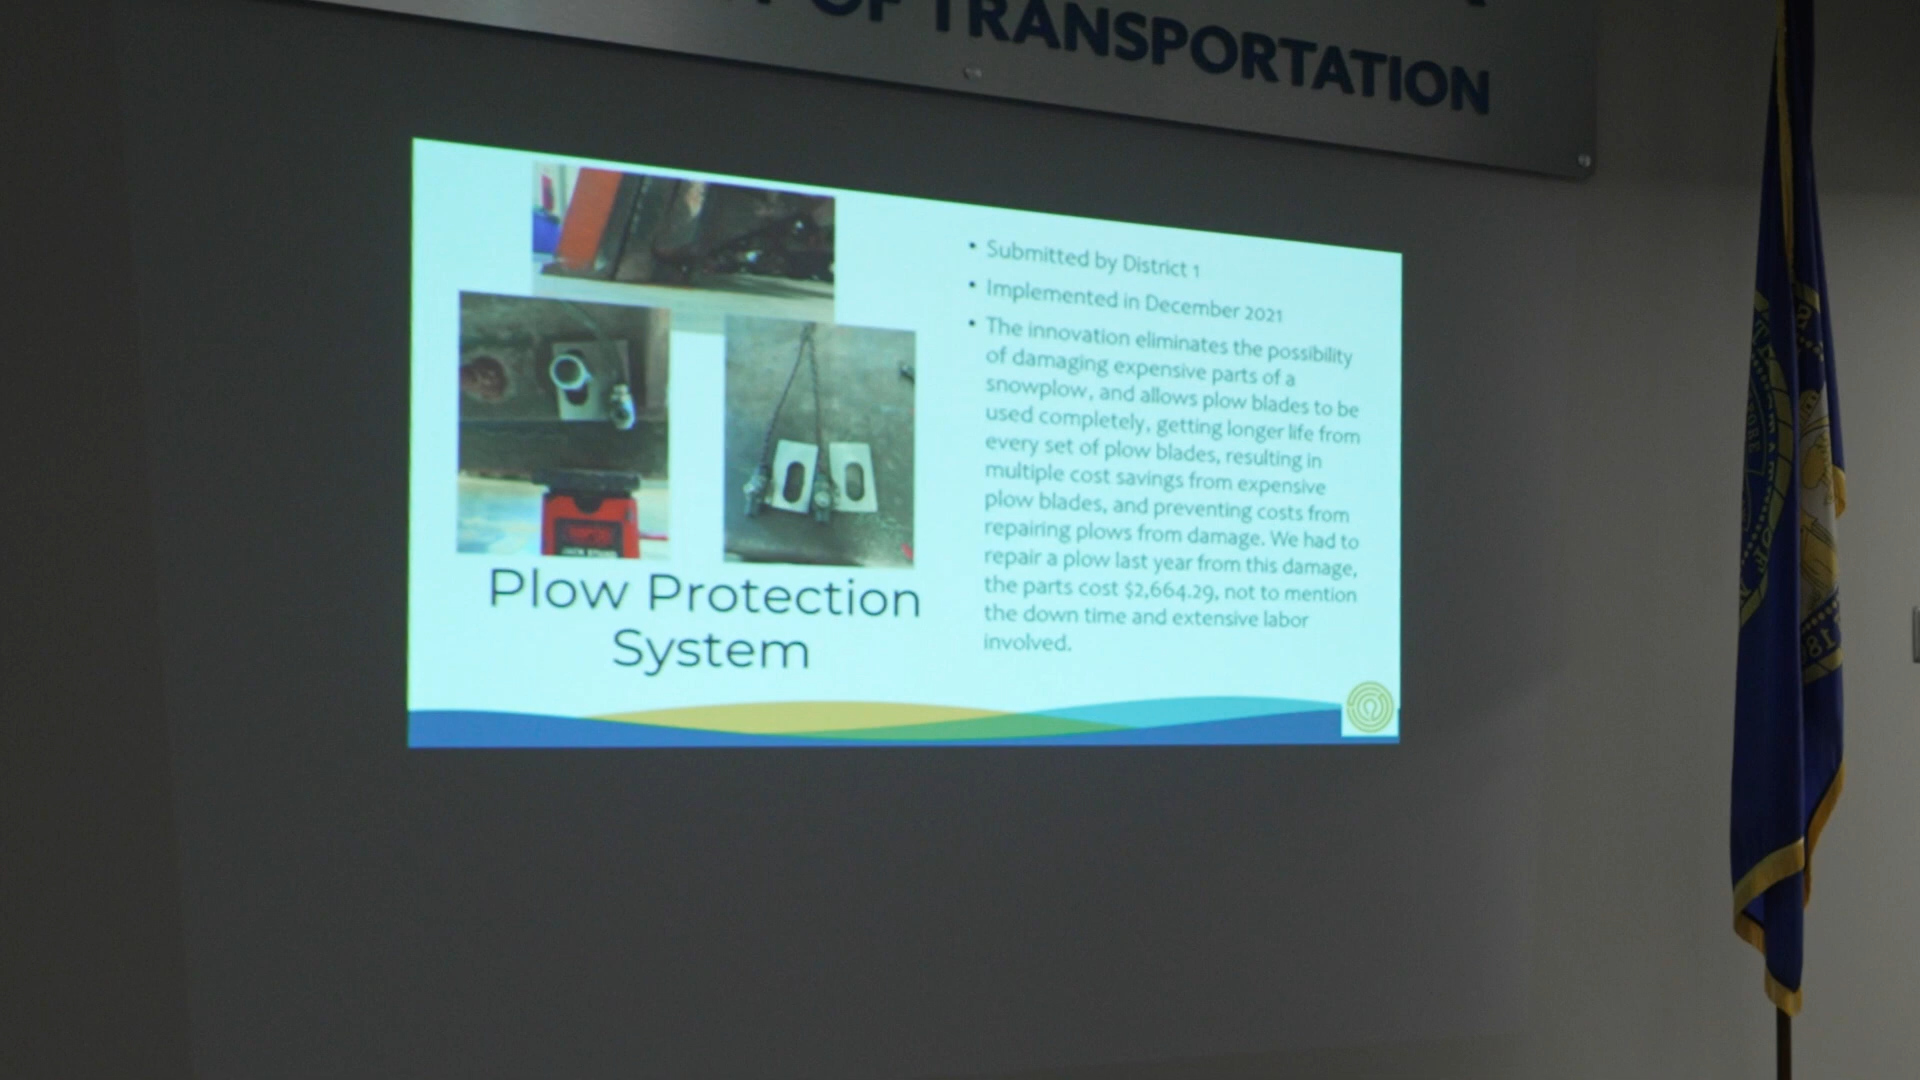 OF TRANSPORTATION
• Submitted by District 1
• Implemented in December 2021
• The innovation eliminates the possibility
of damaging expensive parts of a
snowplow, and allows plow blades to be
used completely, getting longer life from
every set of plow blades, resulting in
multiple cost savings from expensive
plow blades, and preventing costs from
repairing plows from damage. We had to
repair a plow last year from this damage,
the parts cost $2,664.29, not to mention
the down time and extensive labor
involved.
JACK STAND
Plow Protection
System